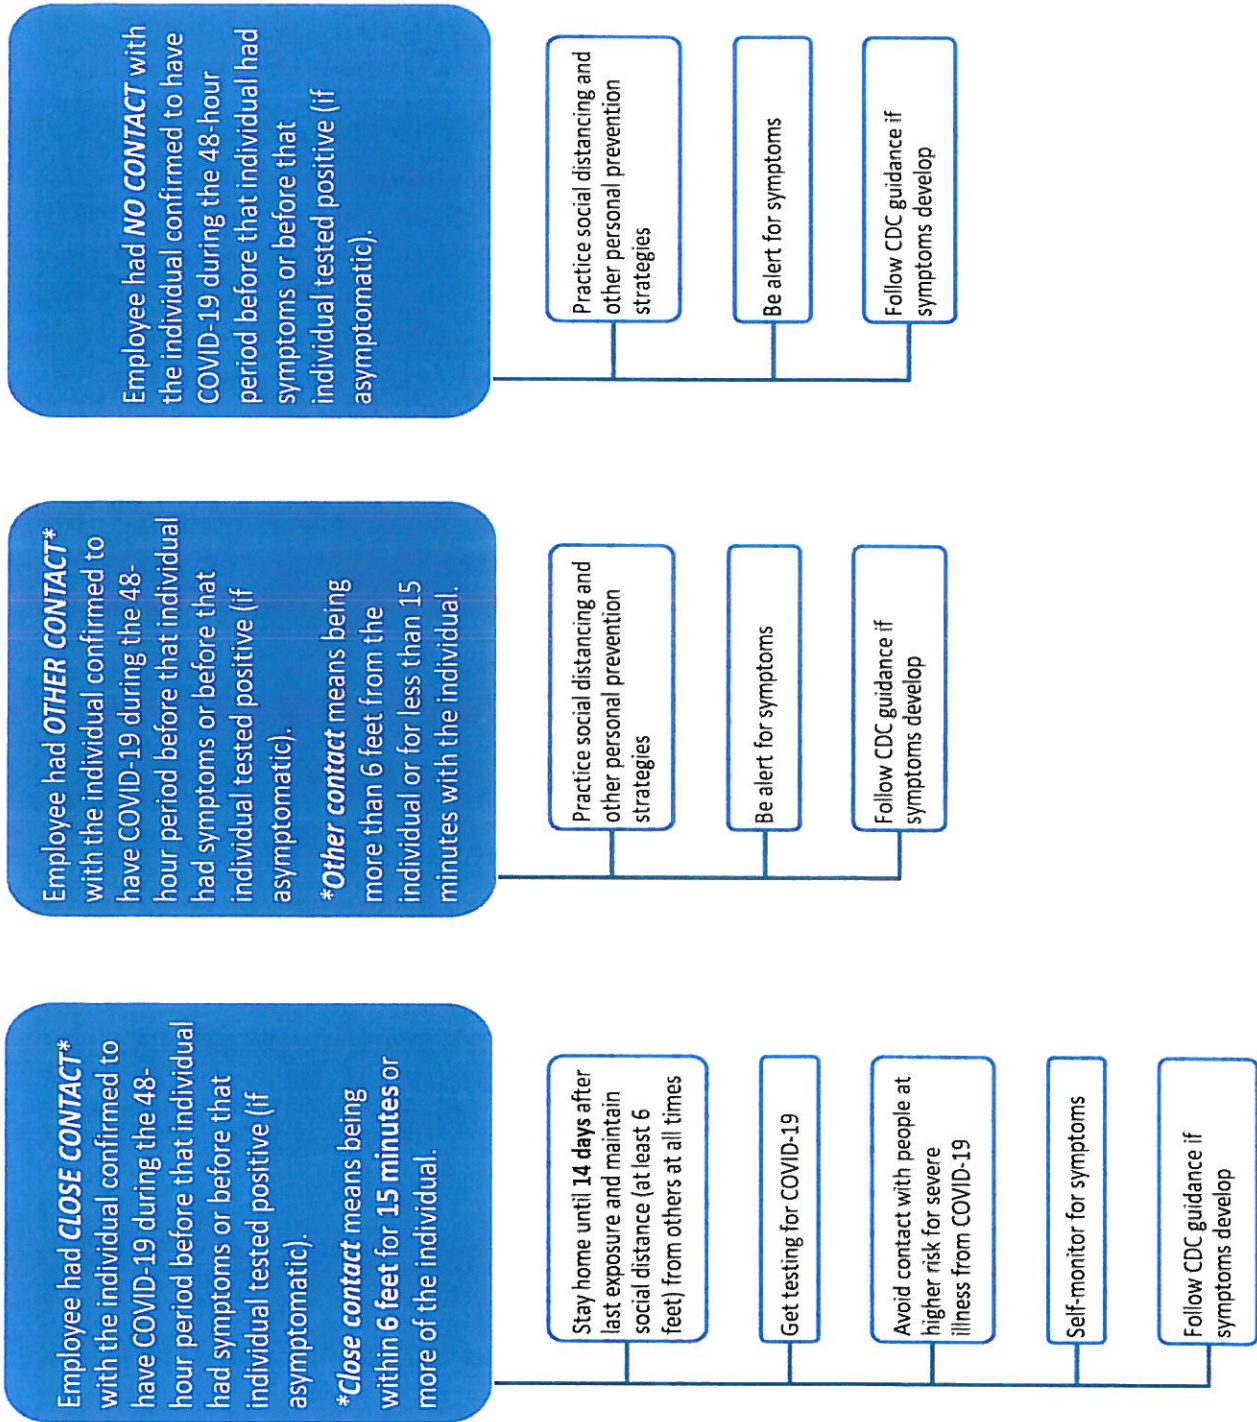 Employee had CLOSE CONTACT*
with the individual confirmed to
have COVID-19 during the 48-
hour period before that individual
had symptoms or before that
individual tested positive (if
asymptomatic).
*Close contact means being
within 6 feet for 15 minutes or
more of the individual.
Stay home until 14 days after
last exposure and maintain
social distance (at least 6
feet) from others at all times
Get testing for COVID-19
Avoid contact with people at
higher risk for severe
illness from COVID-19
Self-monitor for symptoms
Follow CDC guidance if
symptoms develop
Employee had OTHER CONTACT*
with the individual confirmed to
have COVID-19 during the 48-
hour period before that individual
had symptoms or before that
individual tested positive (if
asymptomatic).
*Other contact means being
more than 6 feet from the
individual or for less than 15
minutes with the individual.
Practice social distancing and
other personal prevention
strategies
Be alert for symptoms
Follow CDC guidance if
symptoms develop
Employee had NO CONTACT with
the individual confirmed to have
COVID-19 during the 48-hour
period before that individual had
symptoms or before that
individual tested positive (if
asymptomatic).
Practice social distancing and
other personal prevention
strategies
Be alert for symptoms
Follow CDC guidance if
symptoms develop